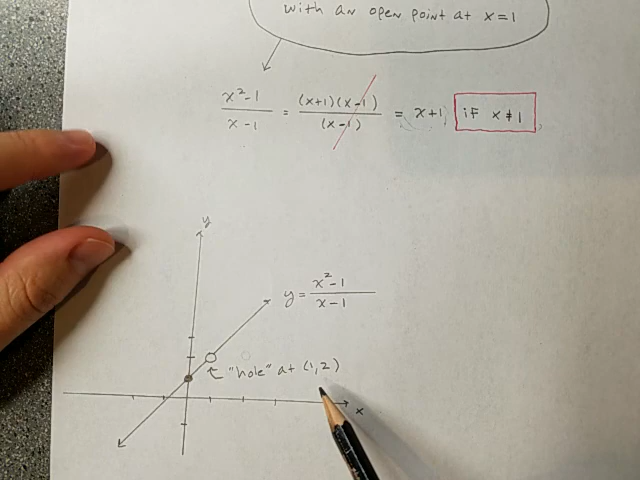 with an open point at x=1
x²-1 / x-1 = (x+1)(x-1) / (x-1) = x+1, if x≠1,
y
y = x²-1 / x-1
"hole" at (1,2)
x